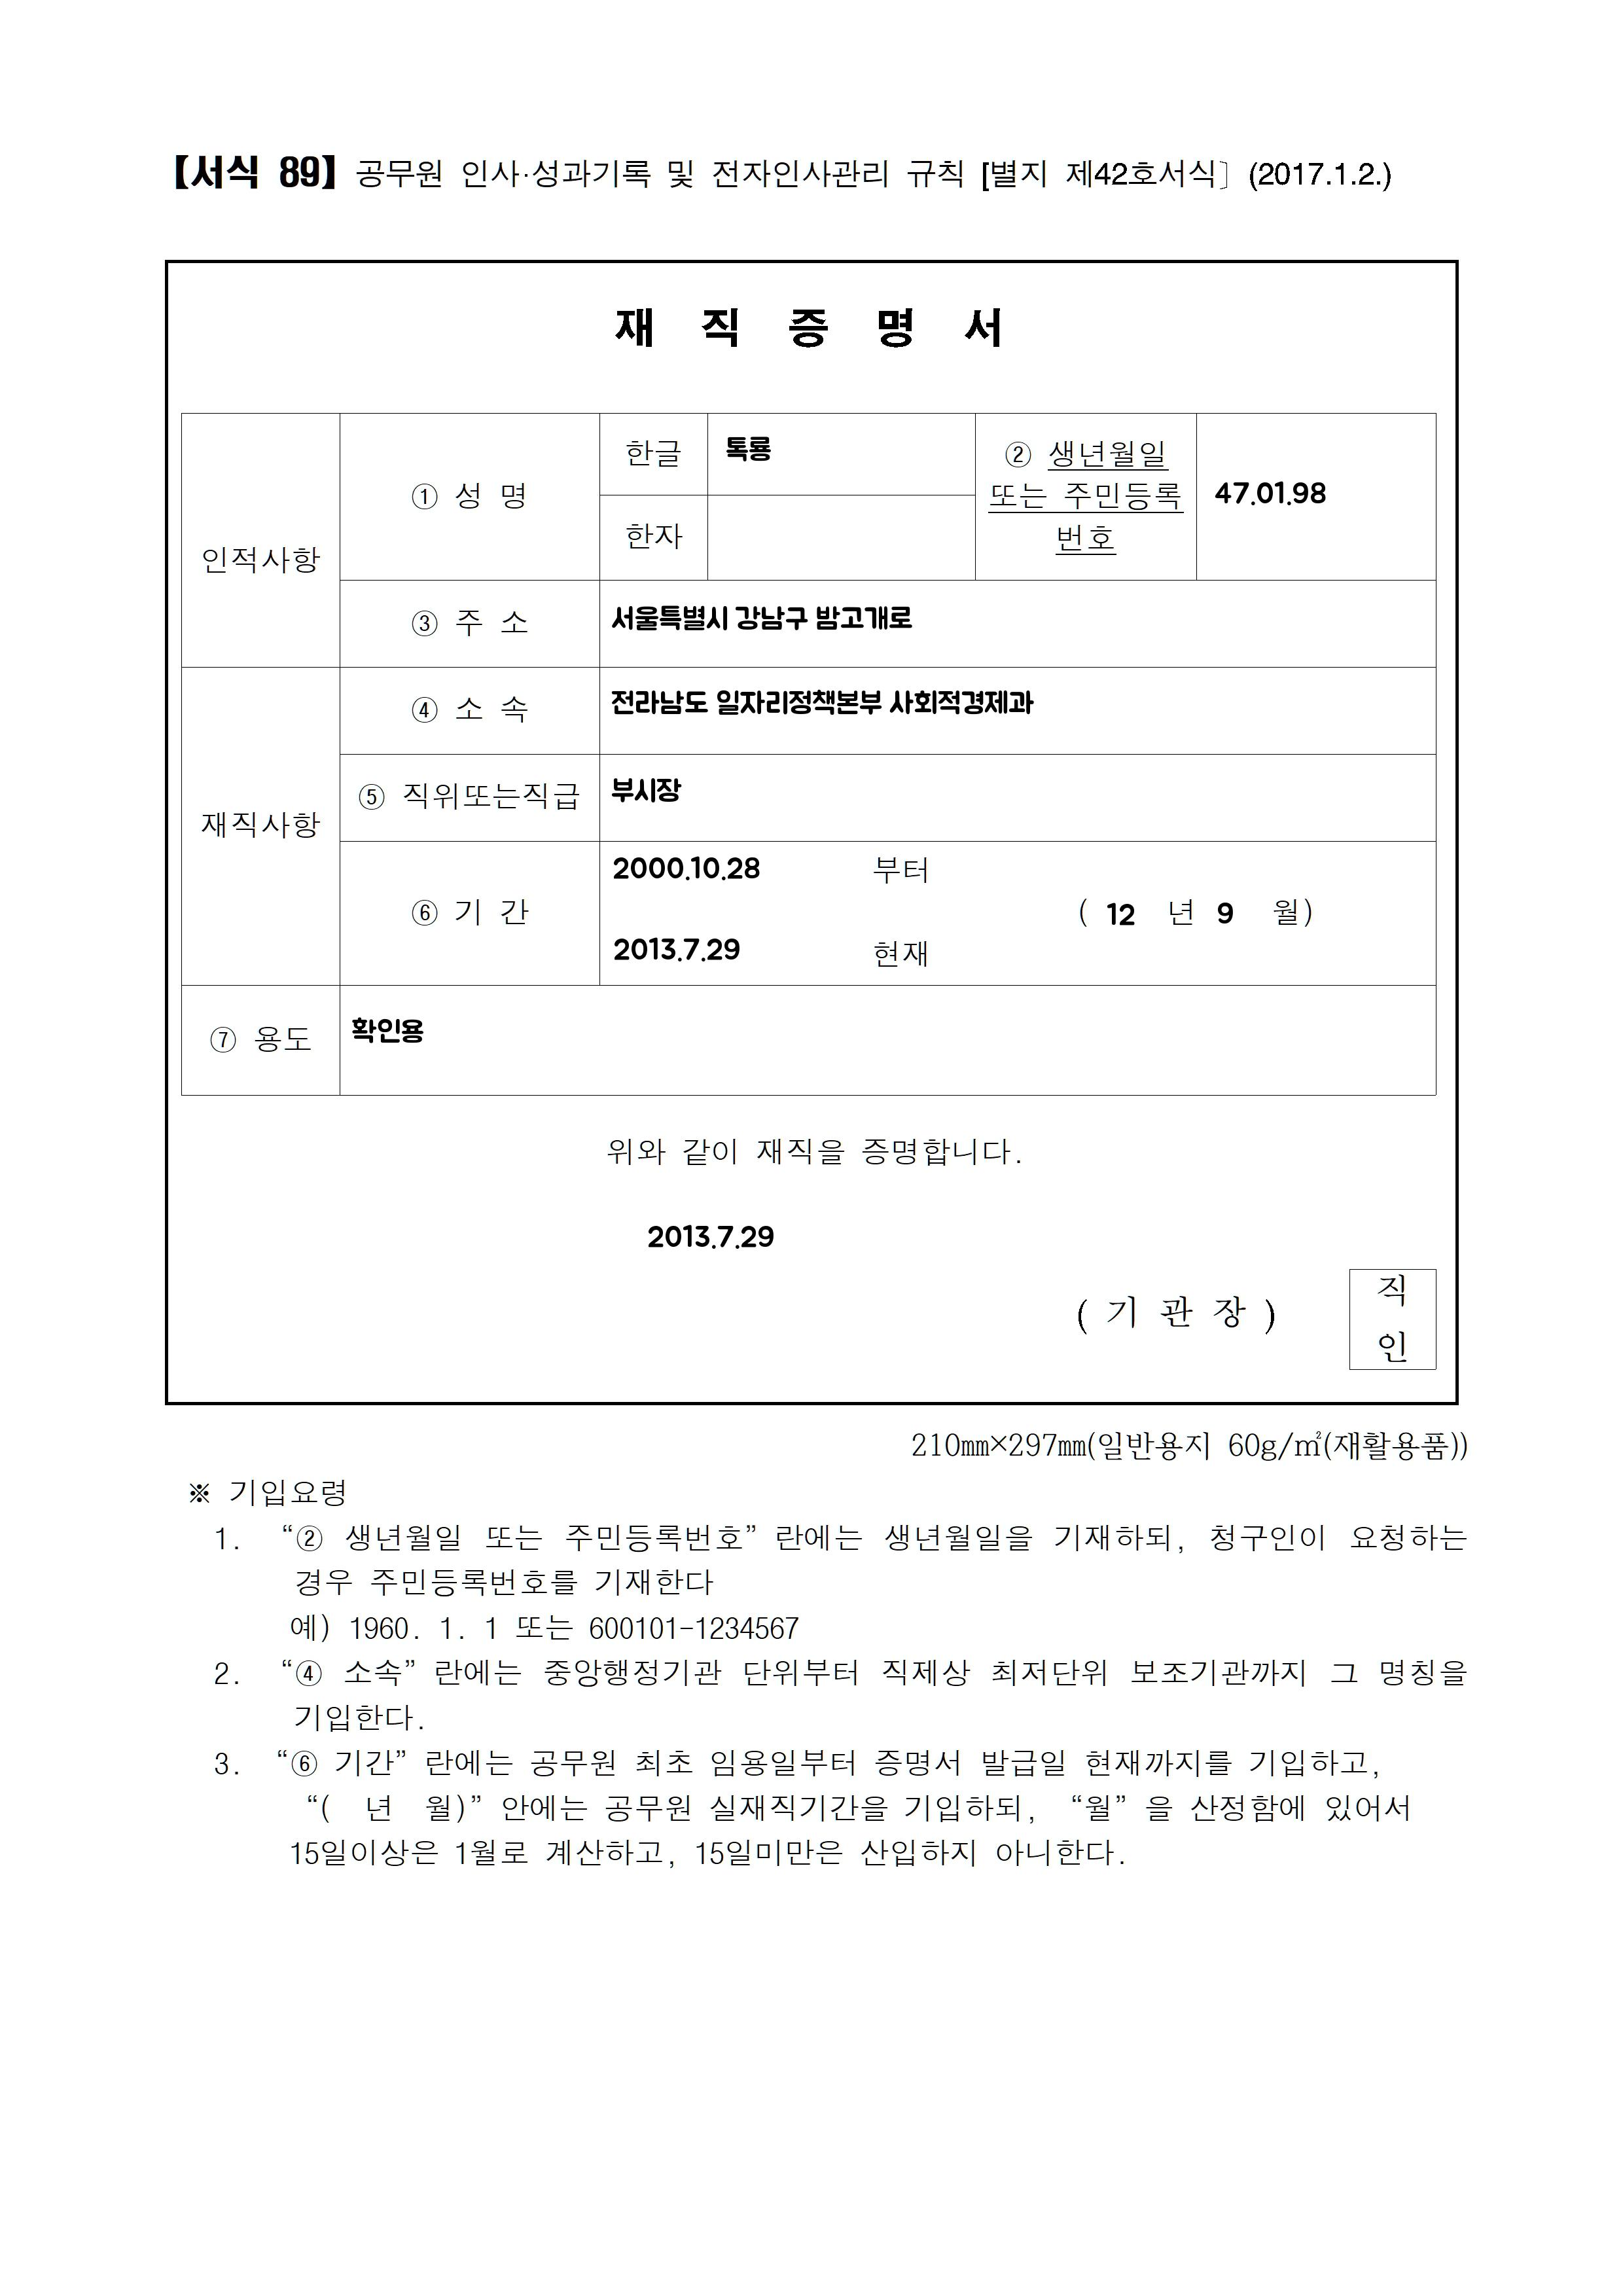 【서식 89】 공무원 인사·성과기록 및 전자인사관리 규칙 [별지 제42호서식〕 (2017.1.2.)
재 직 증 명 서
인적사항
① 성 명
한글
톡룡
② 생년월일
또는 주민등록
번호
47.01.98
한자
③ 주 소
서울특별시 강남구 밤고개로
재직사항
④ 소 속
전라남도 일자리정책본부 사회적경제과
⑤ 직위또는직급
부시장
⑥ 기 간
2000.10.28 부터
( 12 년 9 월)
2013.7.29 현재
⑦ 용도
확인용
위와 같이 재직을 증명합니다.
2013.7.29
( 기 관 장 )
직
인
210㎜×297㎜(일반용지 60g/㎡(재활용품))
※ 기입요령
1. “② 생년월일 또는 주민등록번호” 란에는 생년월일을 기재하되, 청구인이 요청하는
경우 주민등록번호를 기재한다
예) 1960. 1. 1 또는 600101-1234567
2. “④ 소속” 란에는 중앙행정기관 단위부터 직제상 최저단위 보조기관까지 그 명칭을
기입한다.
3. “⑥ 기간” 란에는 공무원 최초 임용일부터 증명서 발급일 현재까지를 기입하고,
“( 년 월)” 안에는 공무원 실재직기간을 기입하되, “월” 을 산정함에 있어서
15일이상은 1월로 계산하고, 15일미만은 산입하지 아니한다.